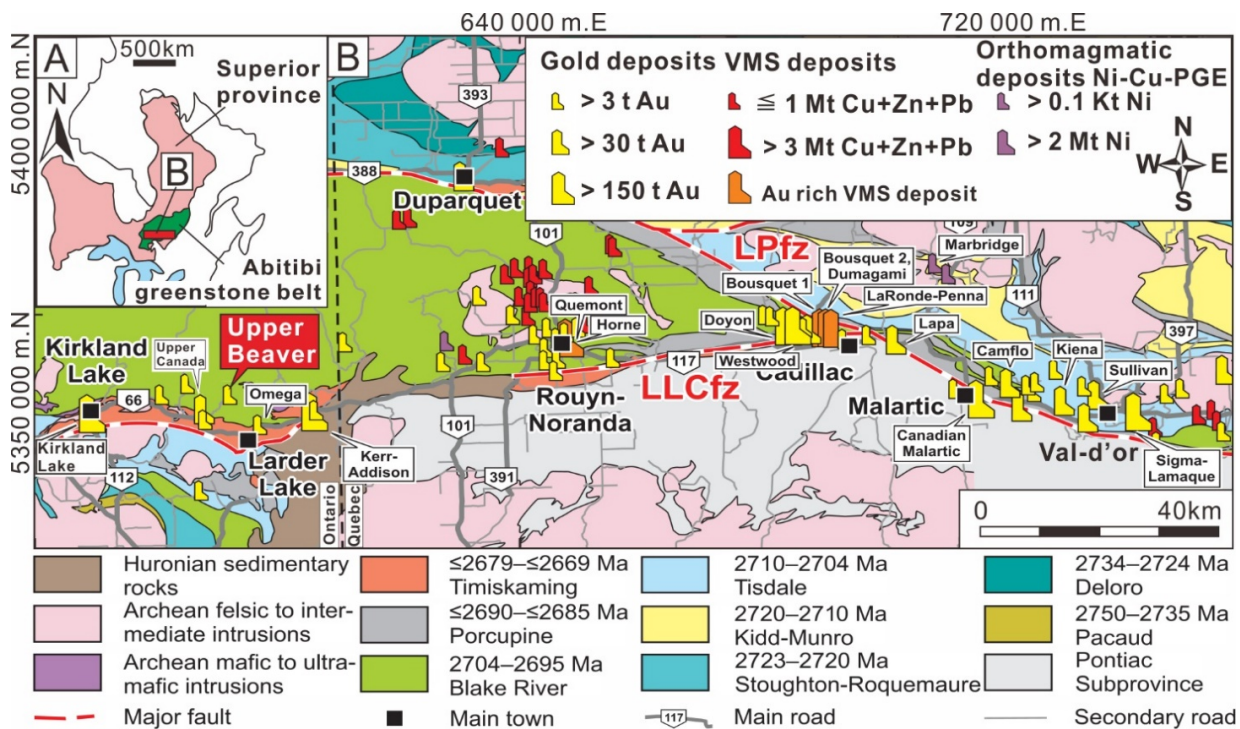 640 000 m.E
720 000 m.E
5400 000 m.N
5350 000 m.N
A
500km
N
Superior
province
B
Abitibi
greenstone belt
B
393
388
Duparquet
Gold deposits
> 3 t Au
> 30 t Au
> 150 t Au
VMS deposits
≦ 1 Mt Cu+Zn+Pb
> 3 Mt Cu+Zn+Pb
Au rich VMS deposit
Orthomagmatic
deposits Ni-Cu-PGE
> 0.1 Kt Ni
> 2 Mt Ni
N
W E
S
101
LPfz
109
Marbridge
Bousquet 2,
Dumagami
Bousquet 1
LaRonde-Penna
111
397
Quemont
Horne
Doyon
Lapa
Westwood
117
Cadillac
Camflo
Kiena
Sullivan
Upper
Beaver
Kirkland
Lake
Upper
Canada
66
Omega
Rouyn-
Noranda
LLCfz
Malartic
Canadian
Malartic
Val-d’or
Sigma-
Lamaque
Kirkland
Lake
Larder
Lake
Kerr-
Addison
101
391
112
Ontario
Quebec
0 40km
Huronian sedimentary
rocks
Archean felsic to inter-
mediate intrusions
Archean mafic to ultra-
mafic intrusions
Major fault
≤2679–≤2669 Ma
Timiskaming
≤2690–≤2685 Ma
Porcupine
2704–2695 Ma
Blake River
Main town
2710–2704 Ma
Tisdale
2720–2710 Ma
Kidd-Munro
2723–2720 Ma
Stoughton-Roquemaure
117
Main road
2734–2724 Ma
Deloro
2750–2735 Ma
Pacaud
Pontiac
Subprovince
Secondary road